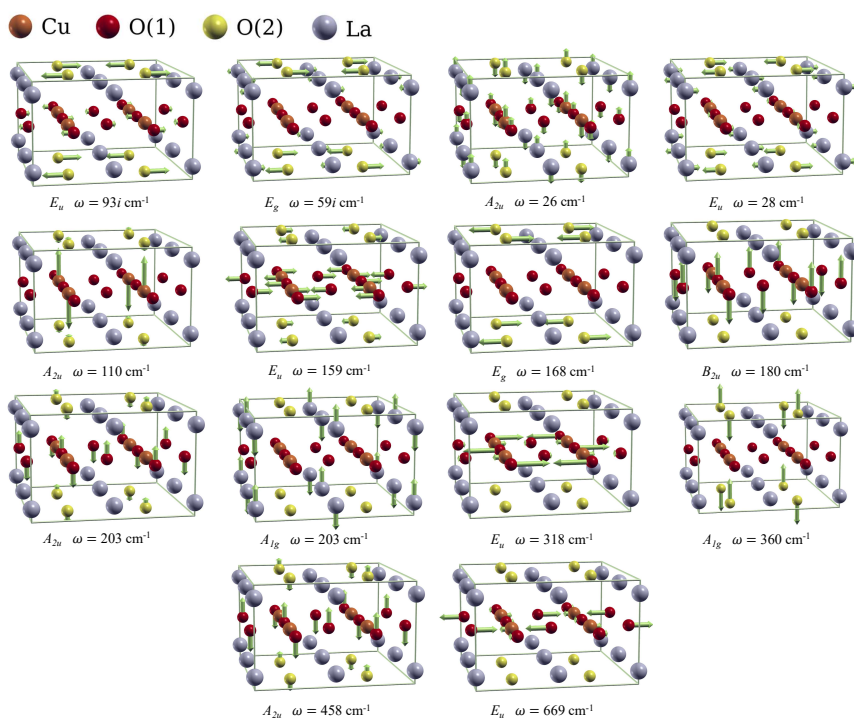 Cu O(1) O(2) La
E_u ω = 93i cm⁻¹ E_g ω = 59i cm⁻¹ A_2u ω = 26 cm⁻¹ E_u ω = 28 cm⁻¹
A_2u ω = 110 cm⁻¹ E_u ω = 159 cm⁻¹ E_g ω = 168 cm⁻¹ B_2u ω = 180 cm⁻¹
A_2u ω = 203 cm⁻¹ A_1g ω = 203 cm⁻¹ E_u ω = 318 cm⁻¹ A_1g ω = 360 cm⁻¹
A_2u ω = 458 cm⁻¹ E_u ω = 669 cm⁻¹